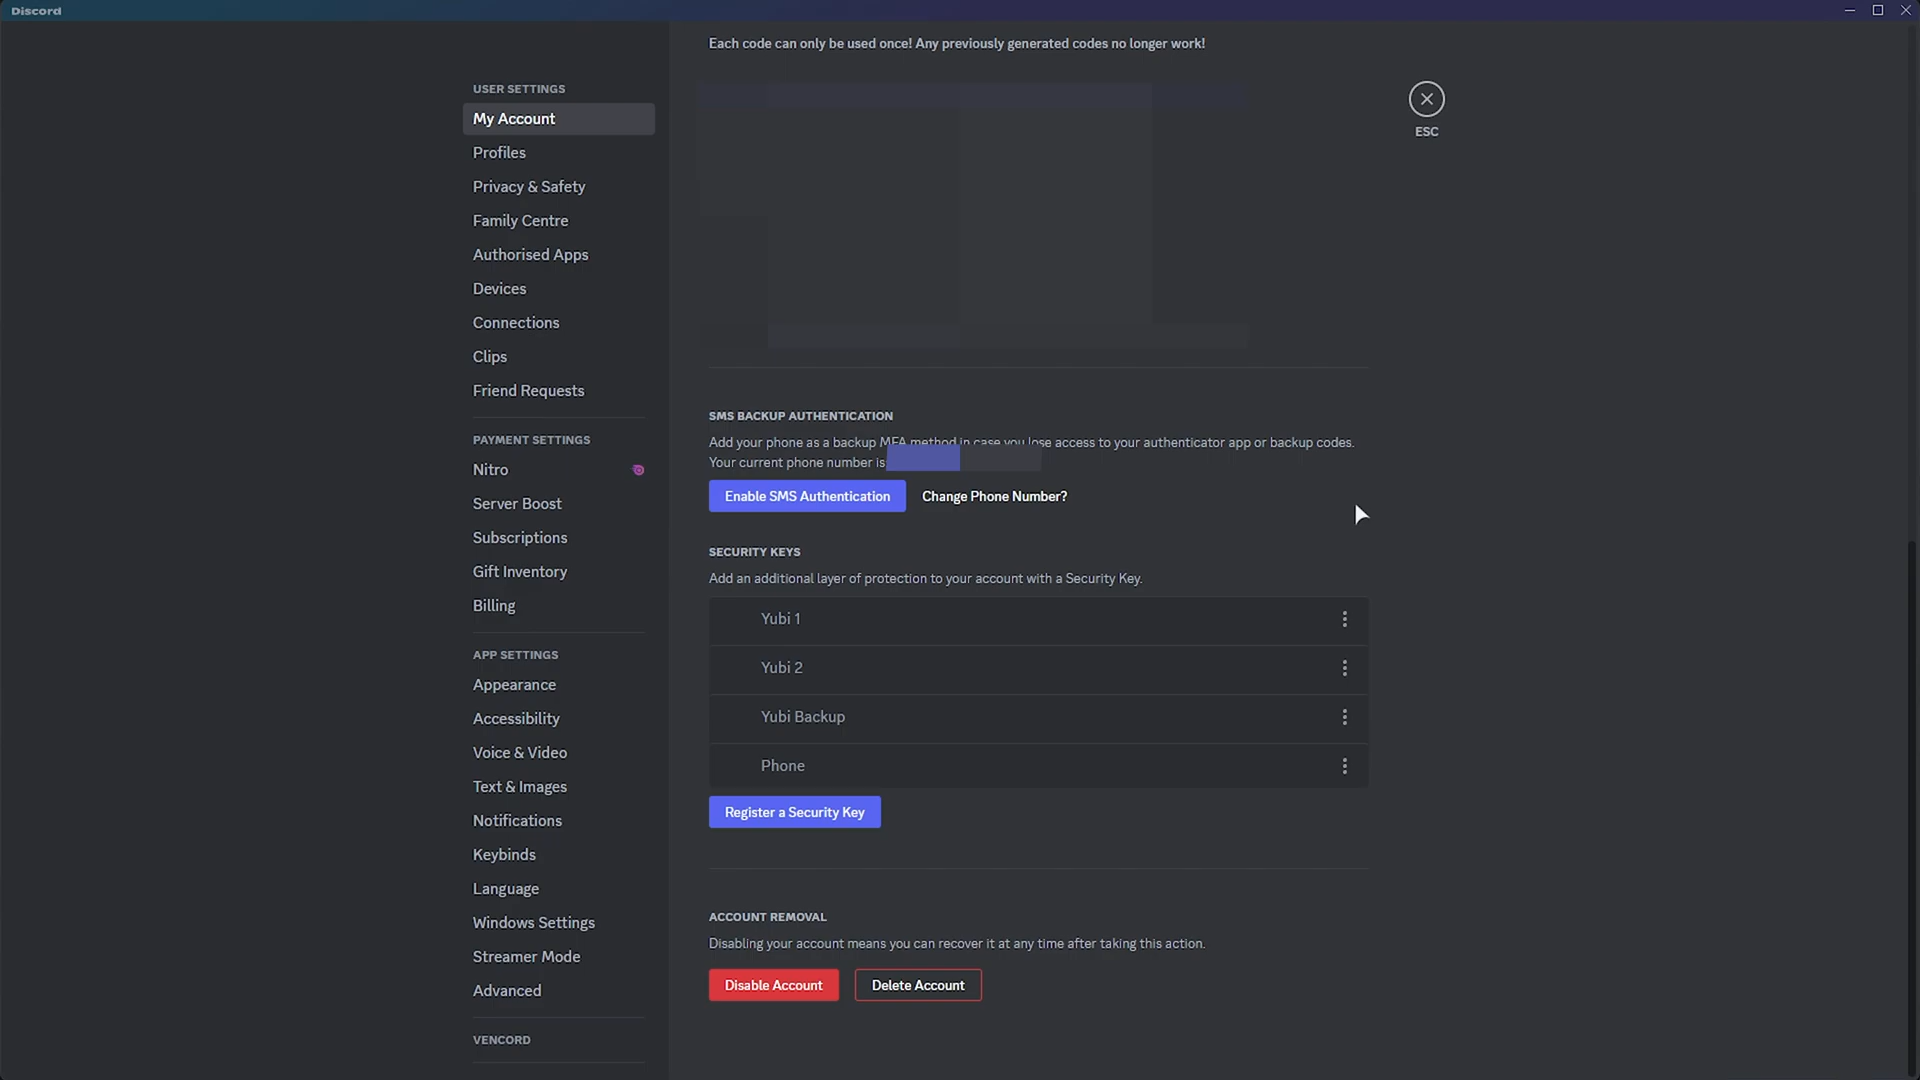 Discord
Each code can only be used once! Any previously generated codes no longer work!
ESC
USER SETTINGS
My Account
Profiles
Privacy & Safety
Family Centre
Authorised Apps
Devices
Connections
Clips
Friend Requests
PAYMENT SETTINGS
Nitro
Server Boost
Subscriptions
Gift Inventory
Billing
APP SETTINGS
Appearance
Accessibility
Voice & Video
Text & Images
Notifications
Keybinds
Language
Windows Settings
Streamer Mode
Advanced
VENCORD
SMS BACKUP AUTHENTICATION
Add your phone as a backup MFA method in case you lose access to your authenticator app or backup codes.
Your current phone number is
Enable SMS Authentication
Change Phone Number?
SECURITY KEYS
Add an additional layer of protection to your account with a Security Key.
Yubi 1
Yubi 2
Yubi Backup
Phone
Register a Security Key
ACCOUNT REMOVAL
Disabling your account means you can recover it at any time after taking this action.
Disable Account
Delete Account